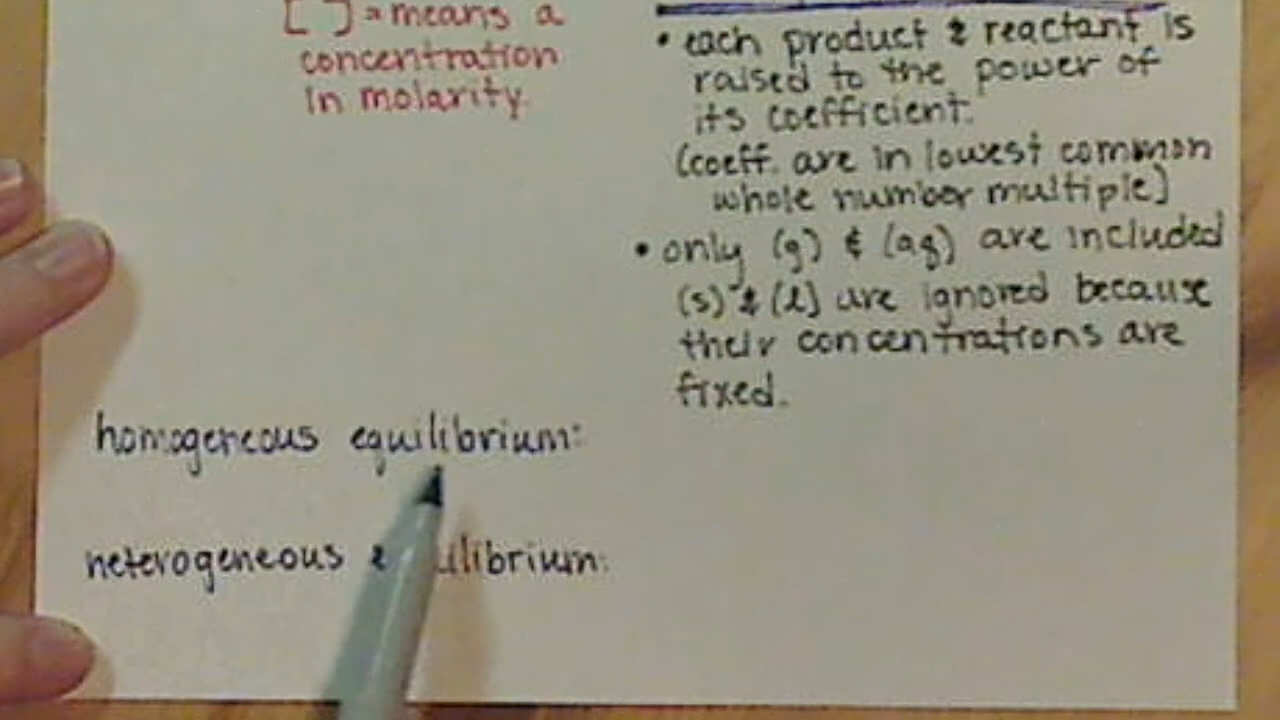 [ ] = means a
concentration
in molarity.
• each product & reactant is
raised to the power of
its coefficient.
(coeff. are in lowest common
whole number multiple)
• only (g) & (aq) are included
(s) & (l) are ignored because
their concentrations are
fixed.
homogeneous equilibrium:
heterogeneous equilibrium: